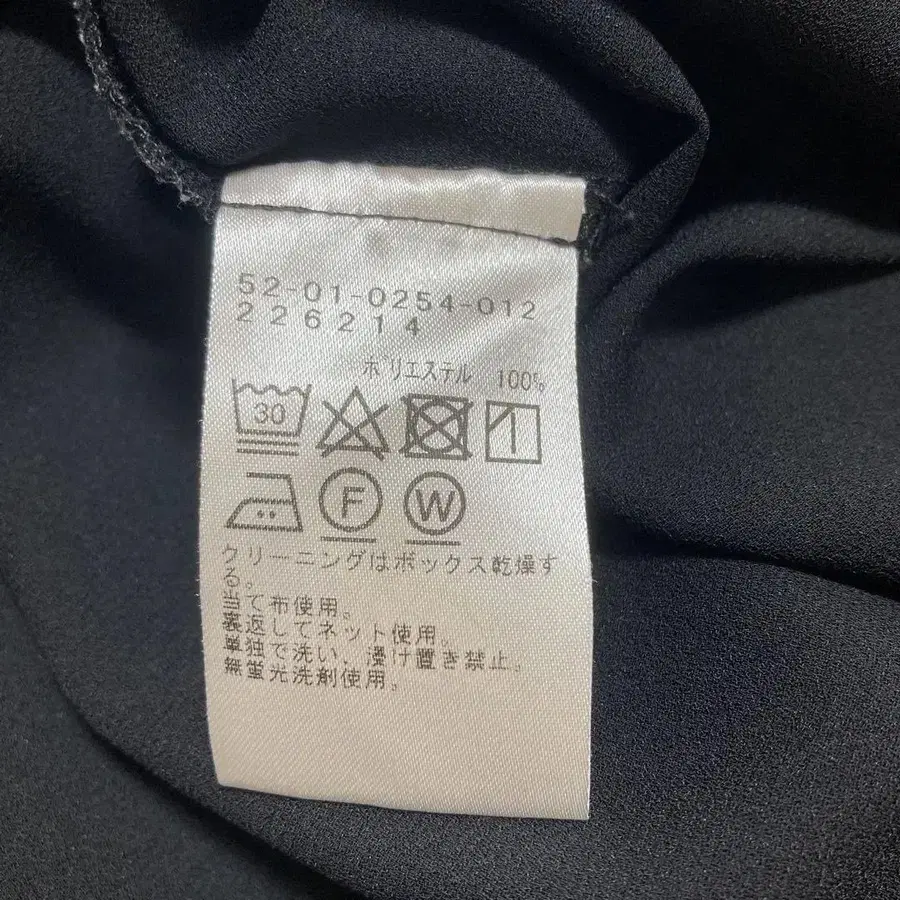 52-01-0254-012
226214
ポリエステル 100%
30
F W
クリーニングはボックス乾燥す
る。
当て布使用。
裏返してネット使用。
単独で洗い、浸け置き禁止。
無蛍光洗剤使用。